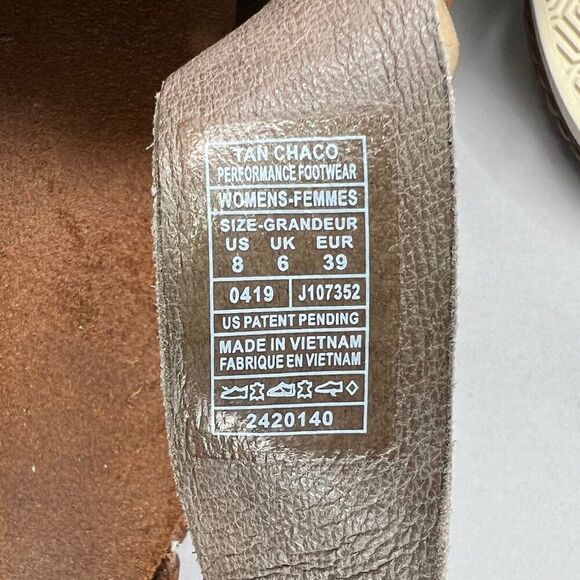 TAN CHACO
PERFORMANCE FOOTWEAR
WOMENS-FEMMES
SIZE-GRANDEUR
US UK EUR
8 6 39
0419 J107352
US PATENT PENDING
MADE IN VIETNAM
FABRIQUE EN VIETNAM
2420140